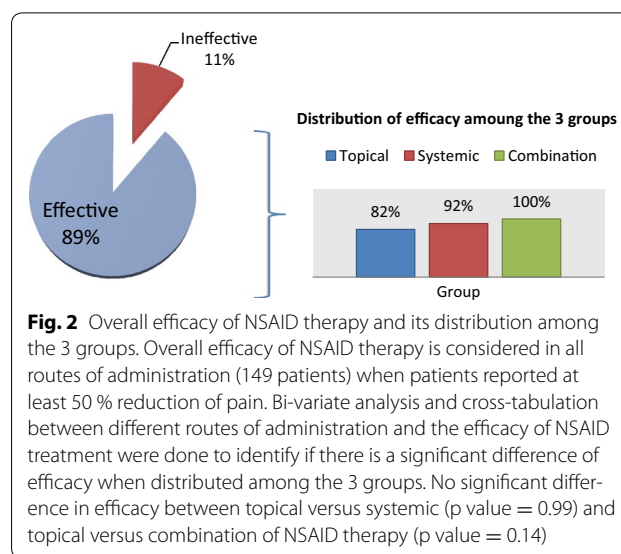 Ineffective
11%
Effective
89%
Distribution of efficacy amoung the 3 groups
Topical Systemic Combination
82% 92% 100%
Group
Fig. 2 Overall efficacy of NSAID therapy and its distribution among
the 3 groups. Overall efficacy of NSAID therapy is considered in all
routes of administration (149 patients) when patients reported at
least 50 % reduction of pain. Bi-variate analysis and cross-tabulation
between different routes of administration and the efficacy of NSAID
treatment were done to identify if there is a significant difference of
efficacy when distributed among the 3 groups. No significant differ-
ence in efficacy between topical versus systemic (p value = 0.99) and
topical versus combination of NSAID therapy (p value = 0.14)